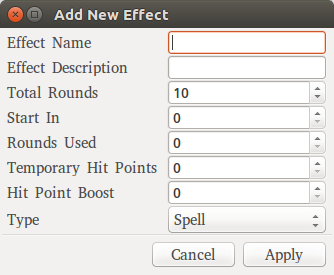 Add New Effect
Effect Name
Effect Description
Total Rounds 10
Start In 0
Rounds Used 0
Temporary Hit Points 0
Hit Point Boost 0
Type Spell
Cancel Apply